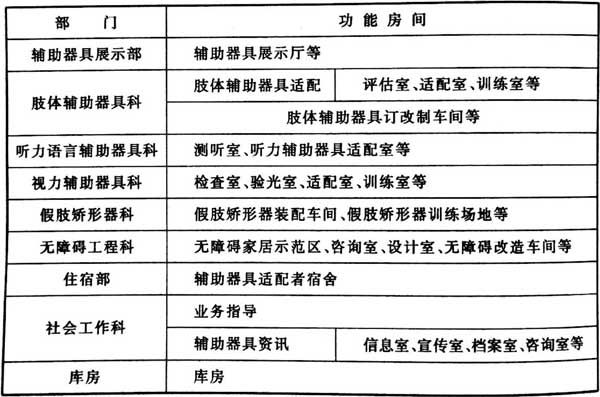 部 门 功能房间
辅助器具展示部 辅助器具展示厅等
肢体辅助器具科 肢体辅助器具适配 评估室、适配室、训练室等
肢体辅助器具订改制车间等
听力语言辅助器具科 测听室、听力辅助器具适配室等
视力辅助器具科 检查室、验光室、适配室、训练室等
假肢矫形器科 假肢矫形器装配车间、假肢矫形器训练场地等
无障碍工程科 无障碍家居示范区、咨询室、设计室、无障碍改造车间等
住宿部 辅助器具适配者宿舍
社会工作科 业务指导
辅助器具资讯 信息室、宣传室、档案室、咨询室等
库房 库房